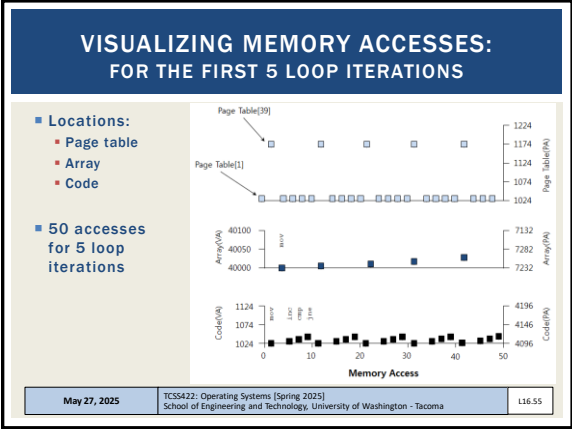 VISUALIZING MEMORY ACCESSES:
FOR THE FIRST 5 LOOP ITERATIONS
Locations:
Page table
Array
Code
50 accesses
for 5 loop
iterations
Page Table[39]
Page Table[1]
1224
1174
1124
1074
1024
Page Table(PA)
40100
40050
40000
Array(VA)
mov
7132
7282
7232
Array(PA)
1124
1074
1024
Code(VA)
mov
incl
cmp
jne
4196
4146
4096
Code(PA)
0
10
20
30
40
50
Memory Access
May 27, 2025
TCSS422: Operating Systems [Spring 2025]
School of Engineering and Technology, University of Washington - Tacoma
L16.55